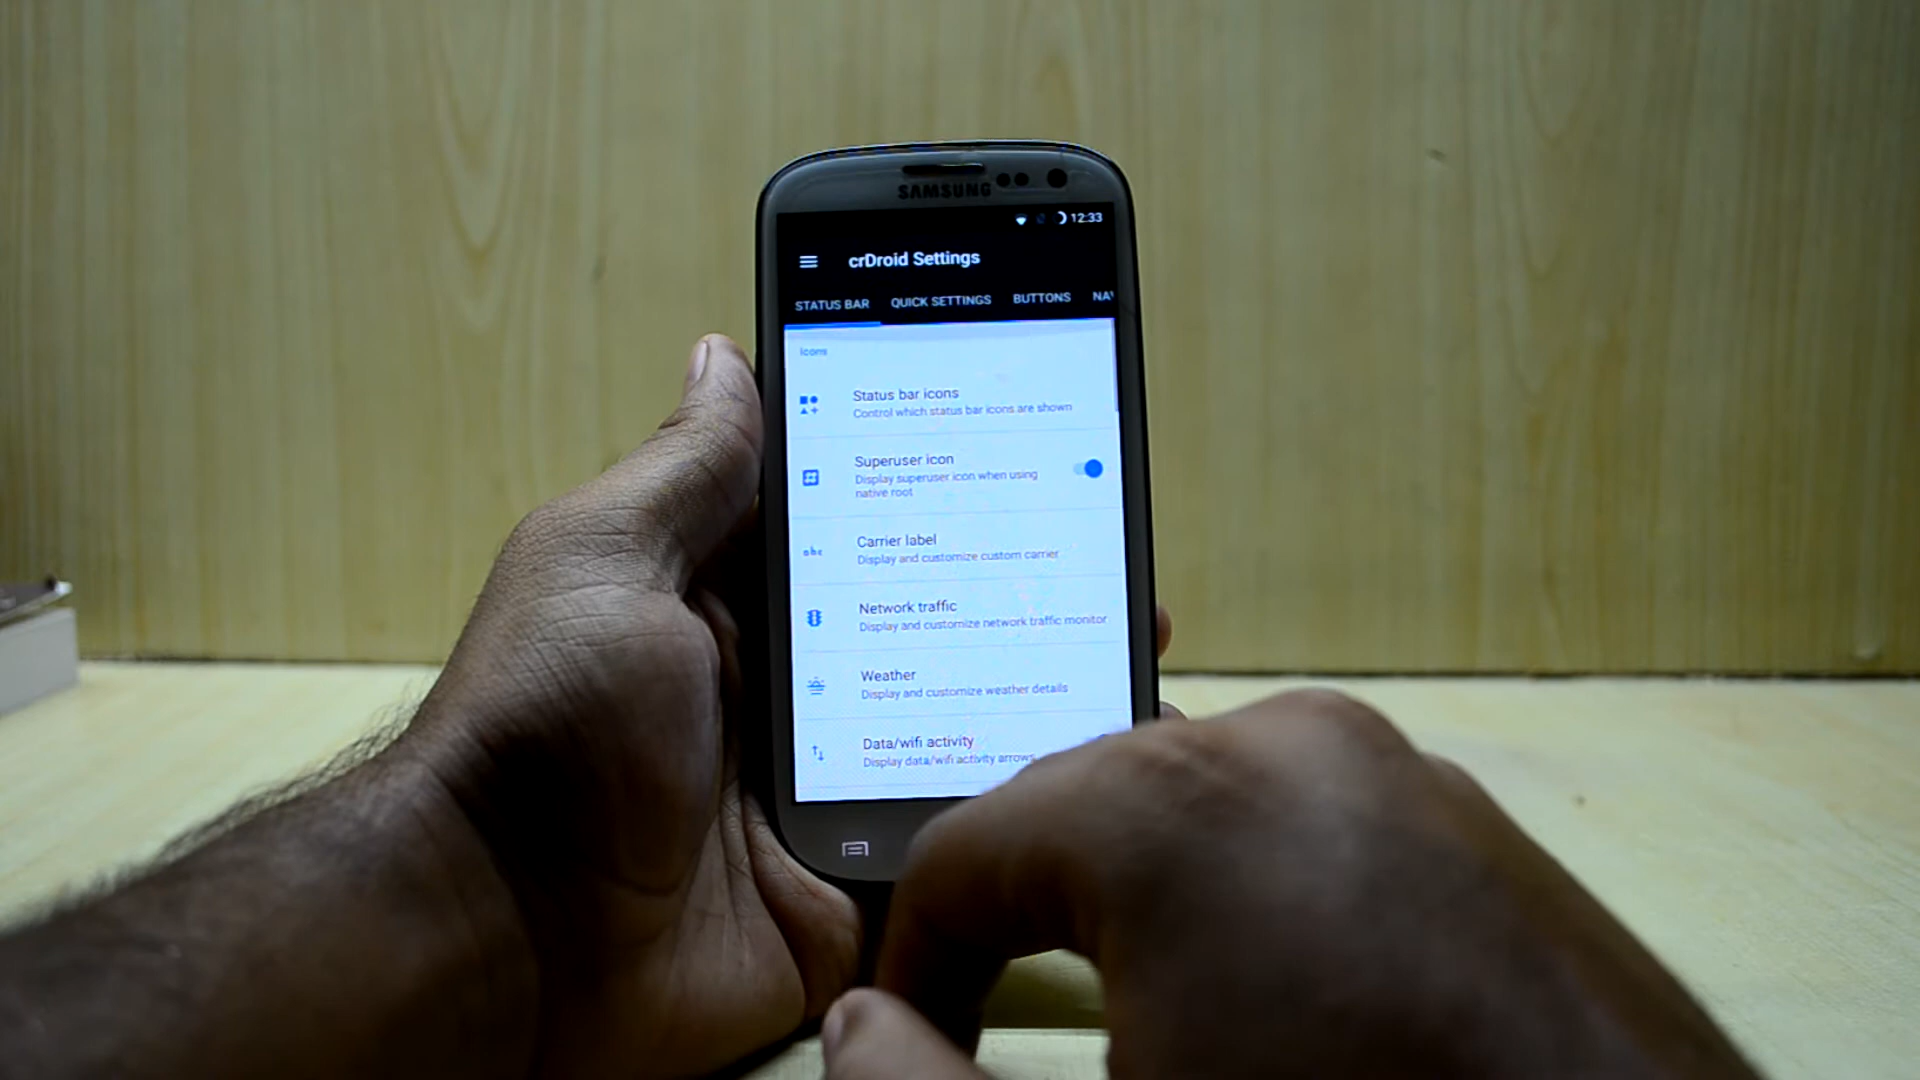 SAMSUNG
12:33
crDroid Settings
STATUS BAR QUICK SETTINGS BUTTONS NAV
Icons
Status bar icons
Control which status bar icons are shown
Superuser icon
Display superuser icon when using
native root
abc
Carrier label
Display and customize custom carrier
Network traffic
Display and customize network traffic monitor
Weather
Display and customize weather details
Data/wifi activity
Display data/wifi activity arrows